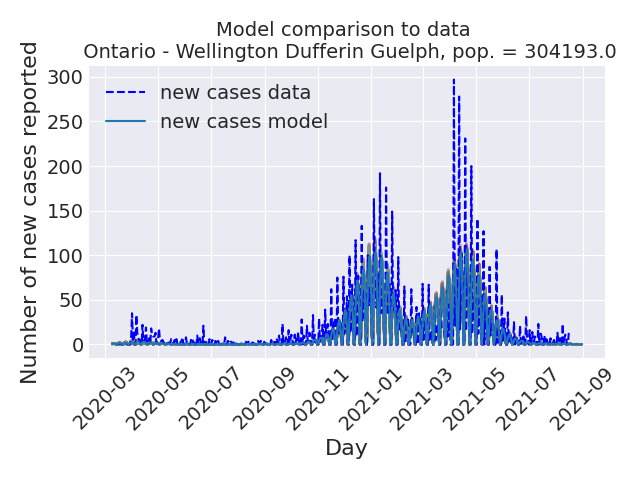 Model comparison to data
Ontario - Wellington Dufferin Guelph, pop. = 304193.0
Number of new cases reported
300
250
200
150
100
50
0
new cases data
new cases model
2020-03
2020-05
2020-07
2020-09
2020-11
2021-01
2021-03
2021-05
2021-07
2021-09
Day